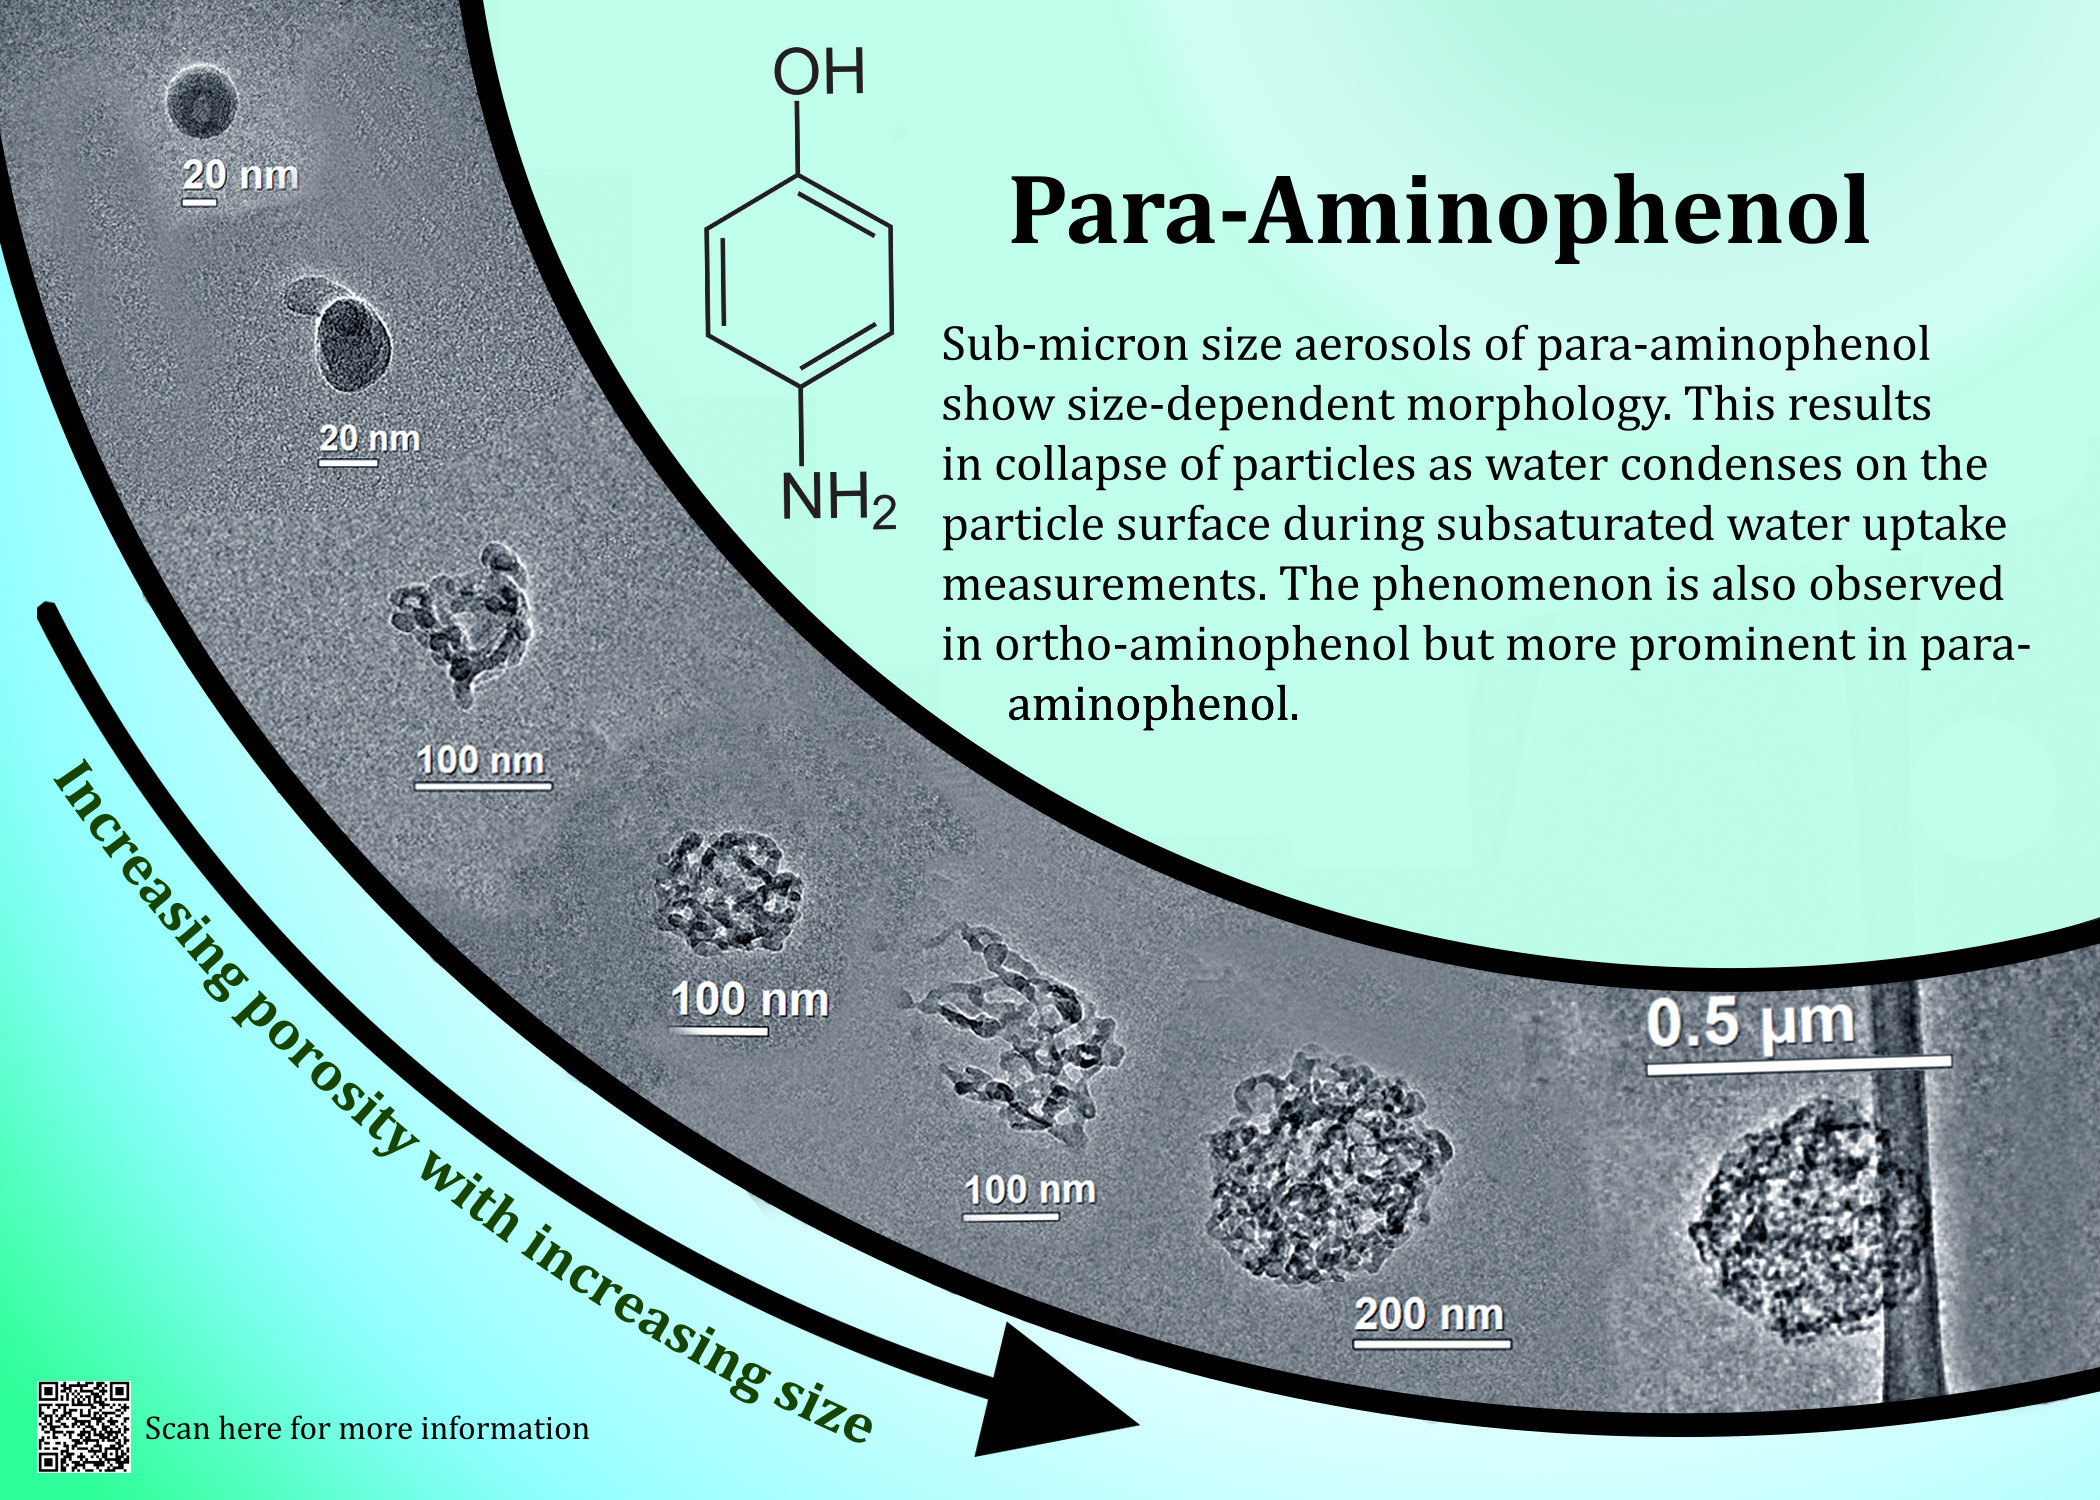 OH
NH2
Para-Aminophenol
Sub-micron size aerosols of para-aminophenol
show size-dependent morphology. This results
in collapse of particles as water condenses on the
particle surface during subsaturated water uptake
measurements. The phenomenon is also observed
in ortho-aminophenol but more prominent in para-
aminophenol.
20 nm
20 nm
100 nm
100 nm
100 nm
200 nm
0.5 µm
Increasing porosity with increasing size
Scan here for more information